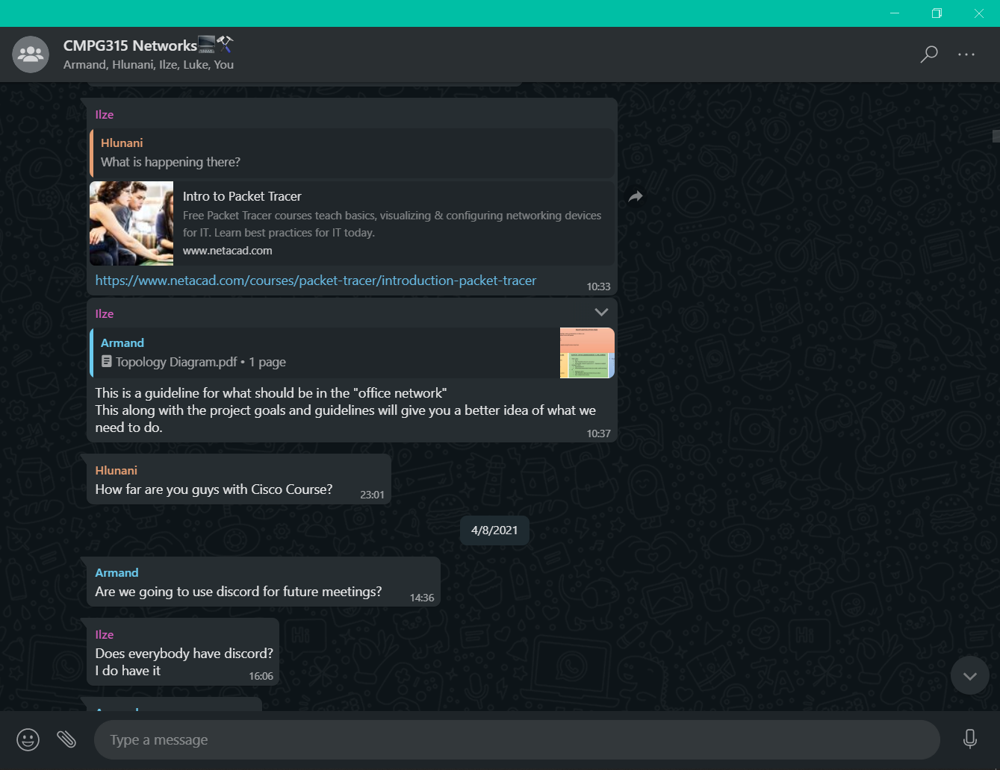 CMPG315 Networks
Armand, Hlunani, Ilze, Luke, You
Ilze
Hlunani
What is happening there?
Intro to Packet Tracer
Free Packet Tracer courses teach basics, visualizing & configuring networking devices
for IT. Learn best practices for IT today.
www.netacad.com
https://www.netacad.com/courses/packet-tracer/introduction-packet-tracer
10:33
Ilze
Armand
Topology Diagram.pdf • 1 page
This is a guideline for what should be in the "office network"
This along with the project goals and guidelines will give you a better idea of what we
need to do.
10:37
Hlunani
How far are you guys with Cisco Course?
23:01
4/8/2021
Armand
Are we going to use discord for future meetings?
14:36
Ilze
Does everybody have discord?
I do have it
16:06
Type a message